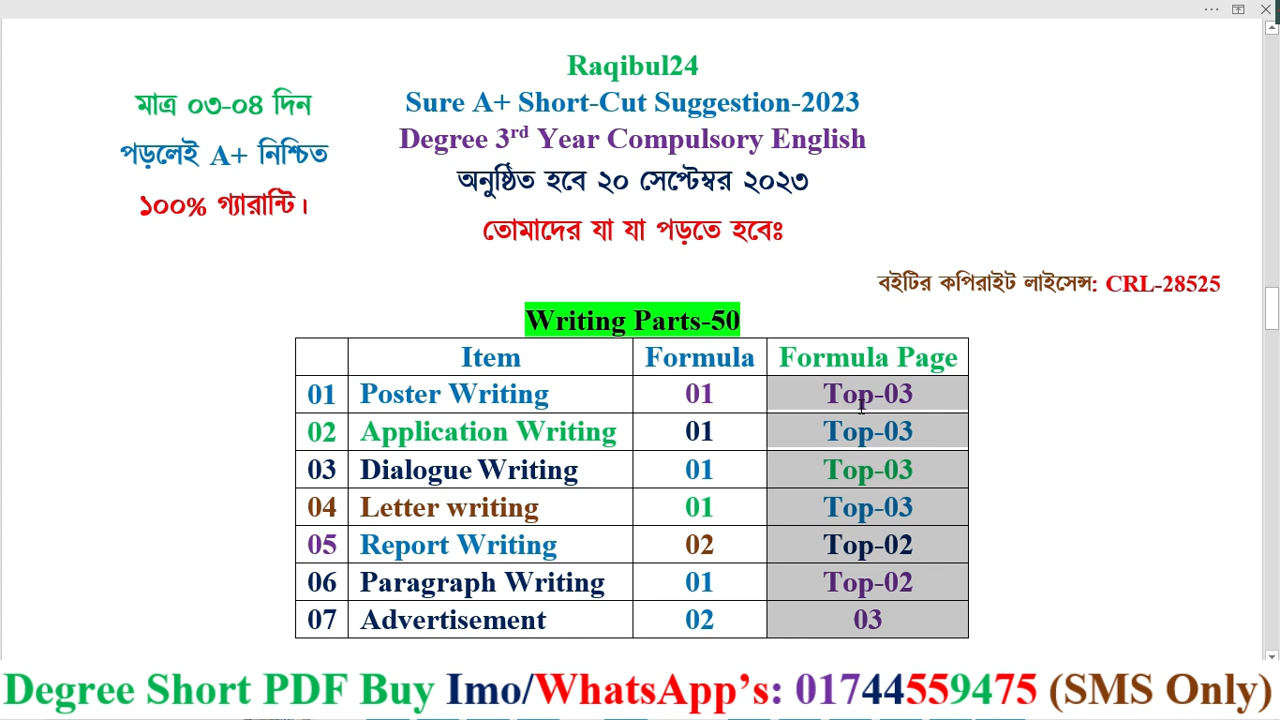 Raqibul24
মাত্র ০৩-০৪ দিন
Sure A+ Short-Cut Suggestion-2023
Degree 3rd Year Compulsory English
পড়লেই A+ নিশ্চিত
অনুষ্ঠিত হবে ২০ সেপ্টেম্বর ২০২৩
১০০% গ্যারান্টি।
তোমাদের যা যা পড়তে হবেঃ
বইটির কপিরাইট লাইসেন্স: CRL-28525
Writing Parts-50
Item Formula Formula Page
01 Poster Writing 01 Top-03
02 Application Writing 01 Top-03
03 Dialogue Writing 01 Top-03
04 Letter writing 01 Top-03
05 Report Writing 02 Top-02
06 Paragraph Writing 01 Top-02
07 Advertisement 02 03
Degree Short PDF Buy Imo/WhatsApp's: 01744559475 (SMS Only)